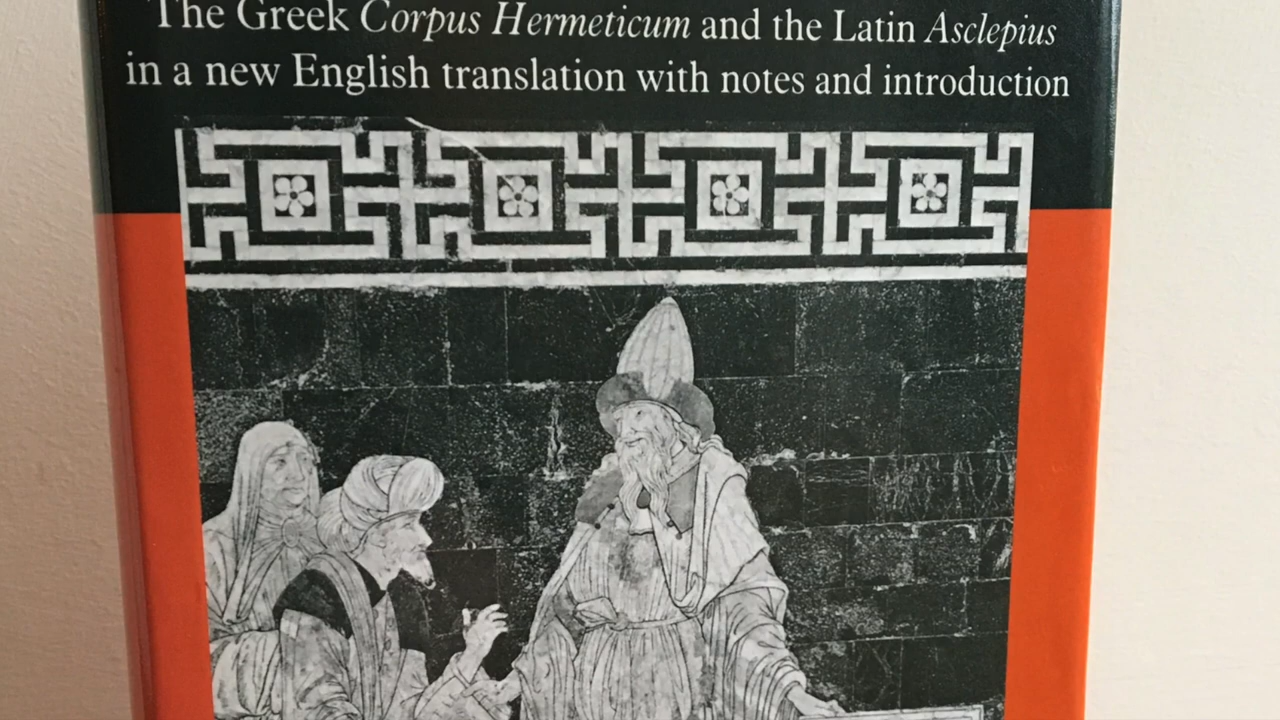 The Greek Corpus Hermeticum and the Latin Asclepius
in a new English translation with notes and introduction